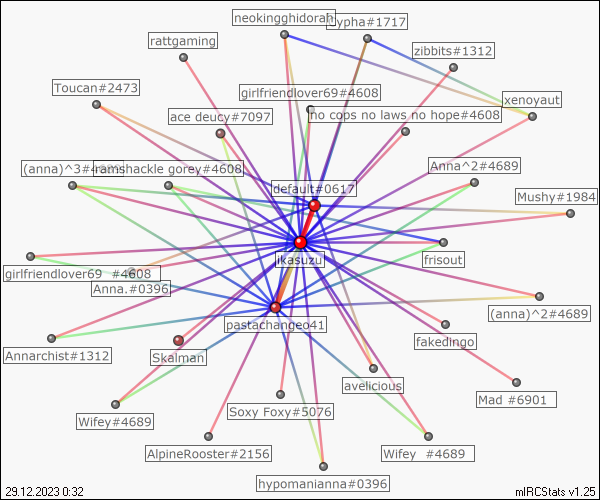 neokingghidorah
hypha#1717
rattgaming
zibbits#1312
Toucan#2473
girlfriendlover69#4608
xenoyaut
ace deucy#7097
no cops no laws no hope#4608
(anna)^3#4
ramshackle gorey#4608
Anna^2#4689
default#0617
Mushy#1984
ikasuzu
frisout
girlfriendlover69  #4608
Anna.#0396
(anna)^2#4689
pastachangeo41
fakedingo
Annarchist#1312
Skaiman
avelicious
Mad #6901
Soxy Foxy#5076
Wifey#4689
AlpineRooster#2156
Wifey  #4689
hypomanianna#0396
29.12.2023 0:32
mIRCStats v1.25